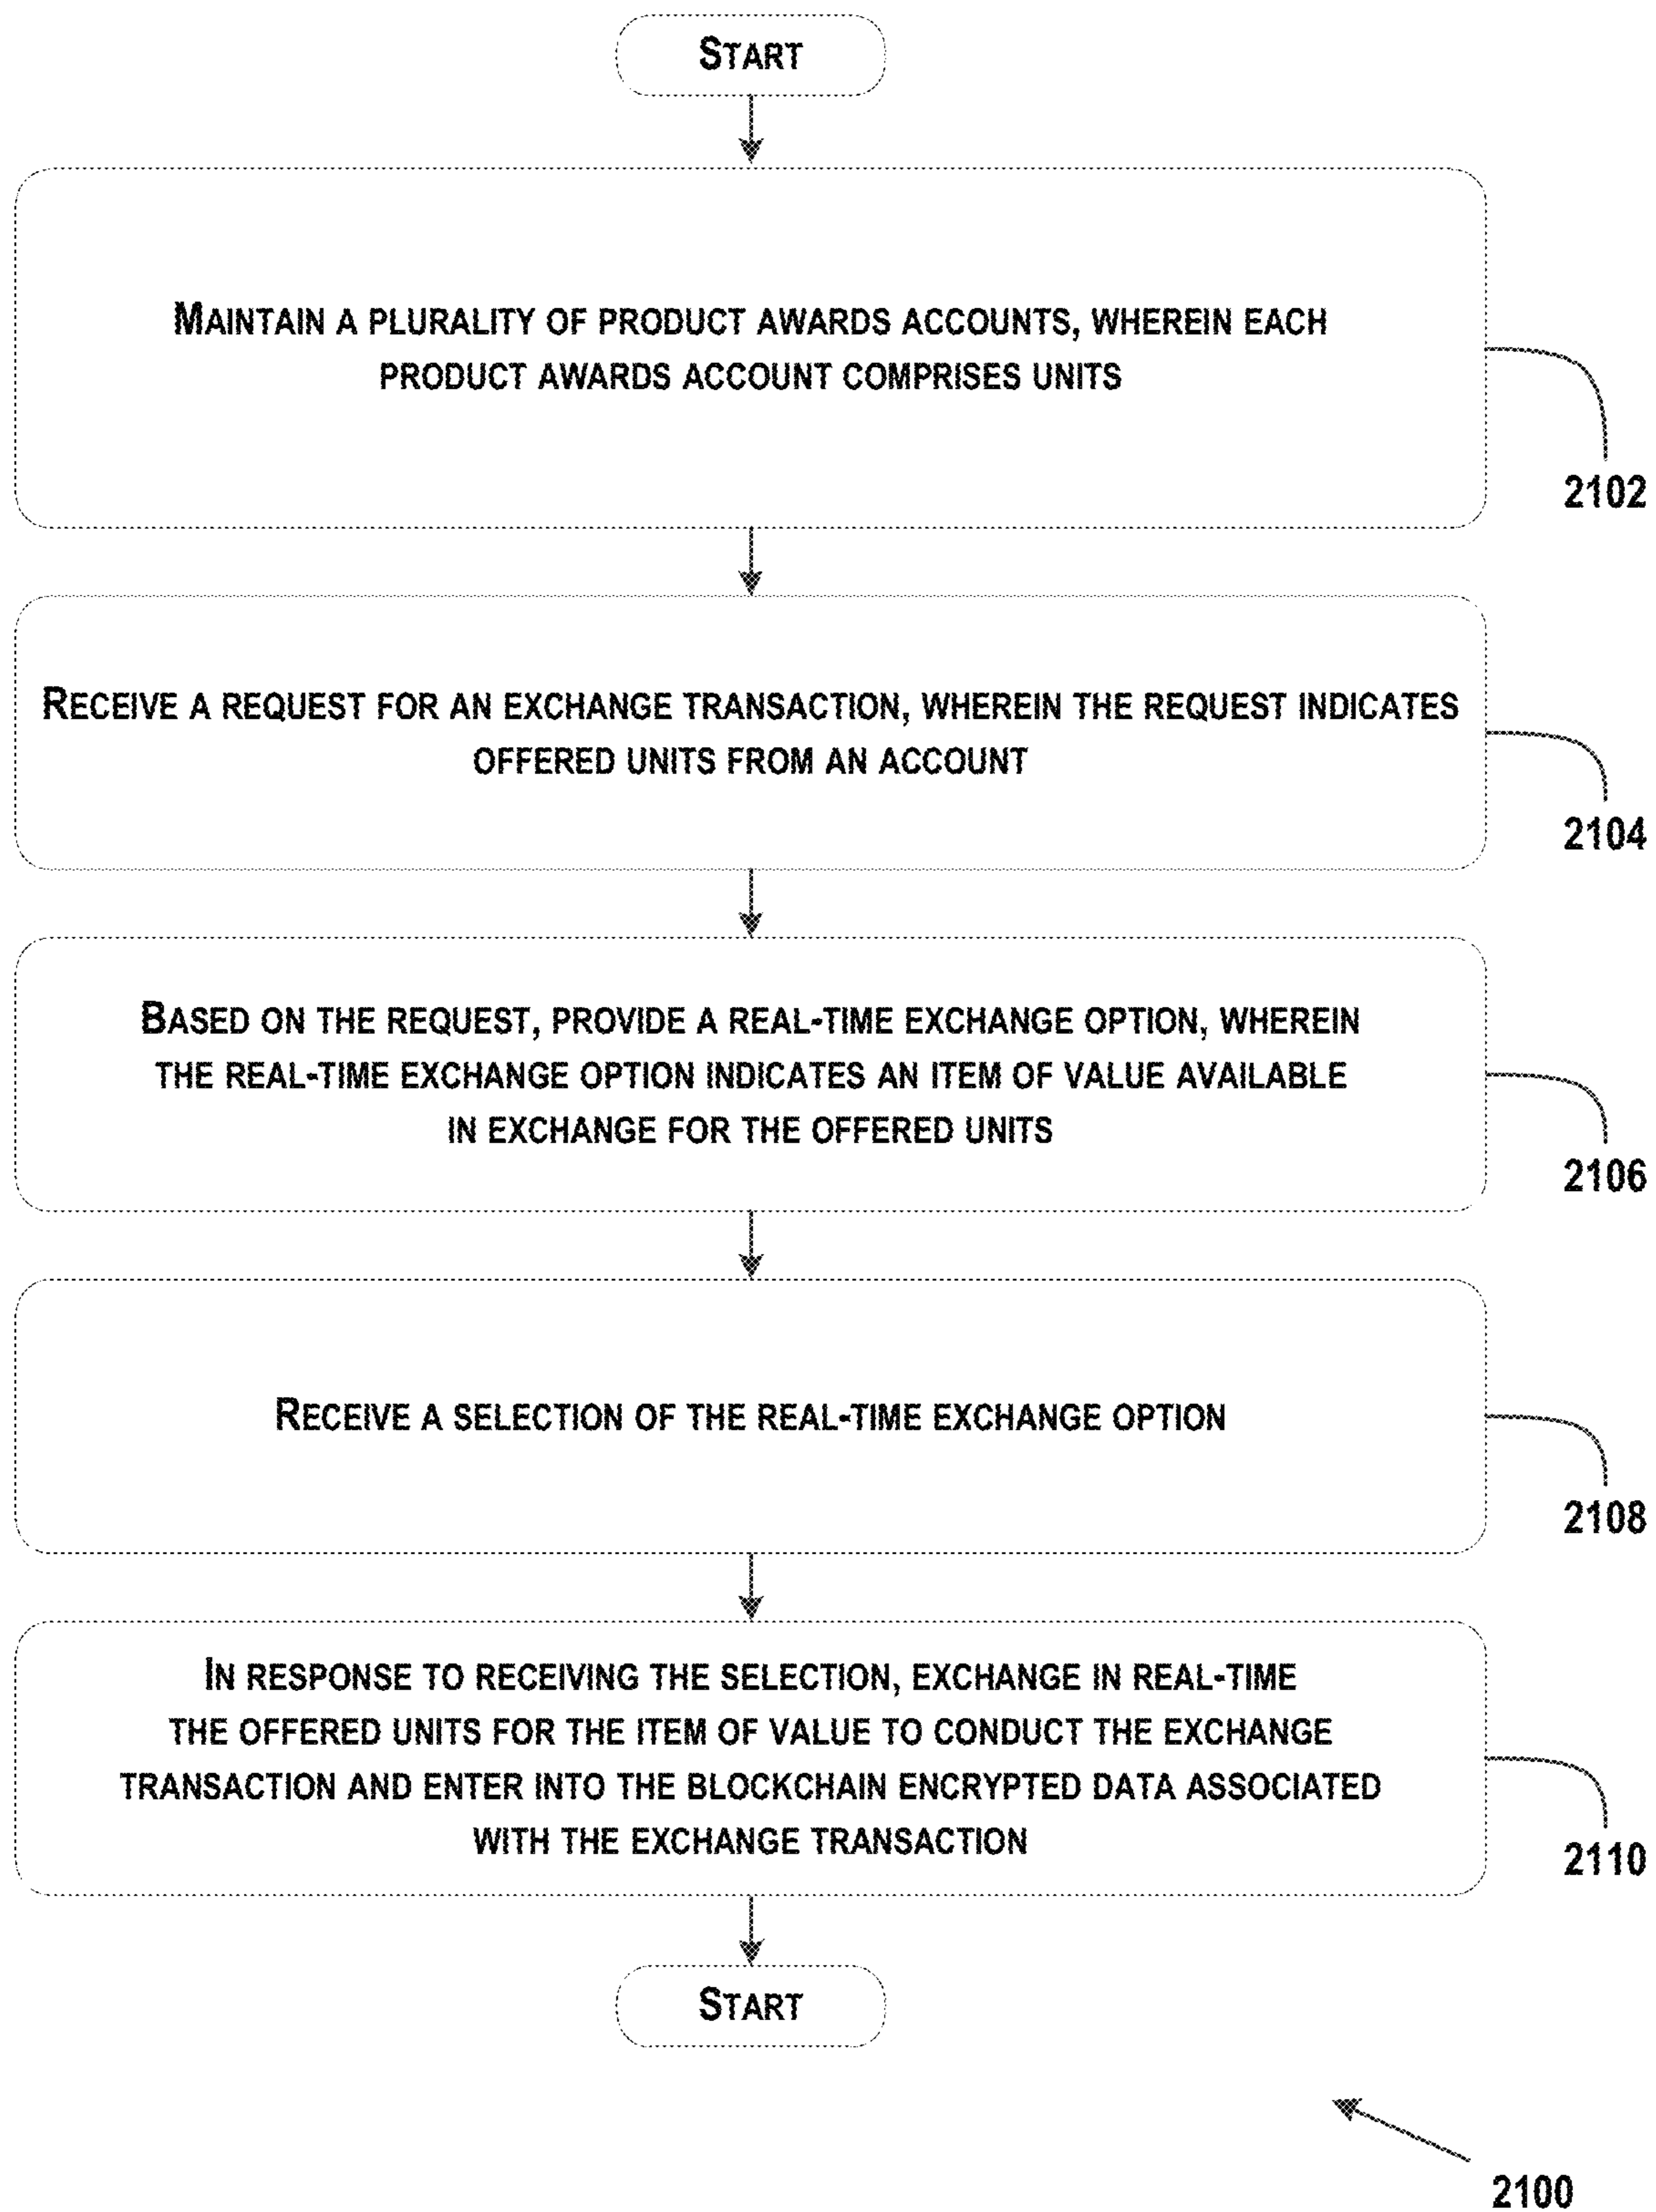 START
MAINTAIN A PLURALITY OF PRODUCT AWARDS ACCOUNTS, WHEREIN EACH
PRODUCT AWARDS ACCOUNT COMPRISES UNITS
2102
RECEIVE A REQUEST FOR AN EXCHANGE TRANSACTION, WHEREIN THE REQUEST INDICATES
OFFERED UNITS FROM AN ACCOUNT
2104
BASED ON THE REQUEST, PROVIDE A REAL-TIME EXCHANGE OPTION, WHEREIN
THE REAL-TIME EXCHANGE OPTION INDICATES AN ITEM OF VALUE AVAILABLE
IN EXCHANGE FOR THE OFFERED UNITS
2106
RECEIVE A SELECTION OF THE REAL-TIME EXCHANGE OPTION
2108
IN RESPONSE TO RECEIVING THE SELECTION, EXCHANGE IN REAL-TIME
THE OFFERED UNITS FOR THE ITEM OF VALUE TO CONDUCT THE EXCHANGE
TRANSACTION AND ENTER INTO THE BLOCKCHAIN ENCRYPTED DATA ASSOCIATED
WITH THE EXCHANGE TRANSACTION
2110
START
2100